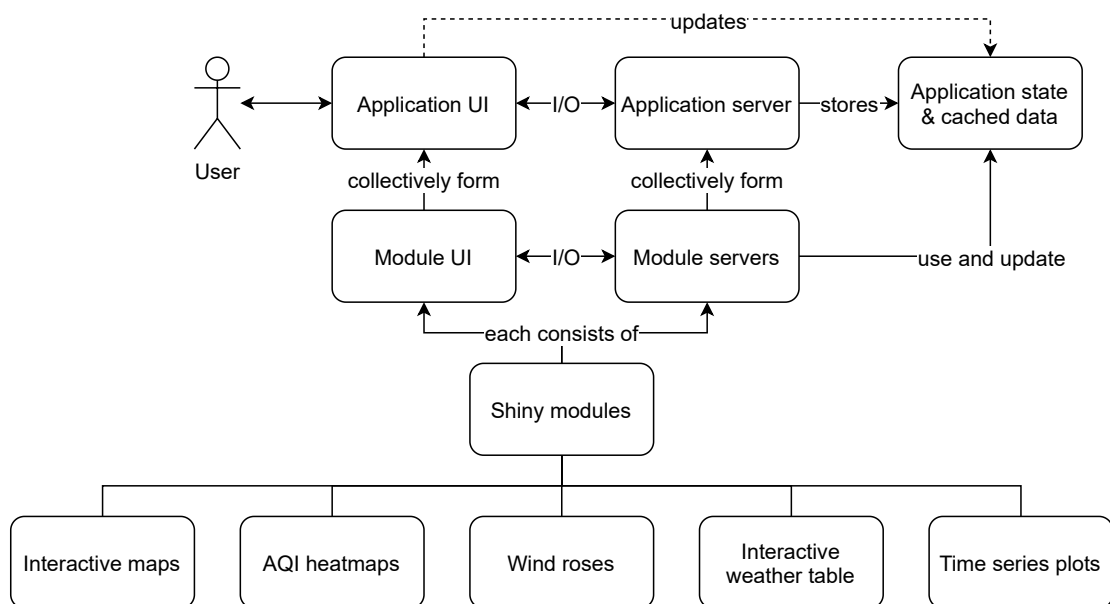 updates
Application UI
I/O
Application server
stores
Application state
& cached data
User
collectively form
collectively form
Module UI
I/O
Module servers
use and update
each consists of
Shiny modules
Interactive maps
AQI heatmaps
Wind roses
Interactive
weather table
Time series plots